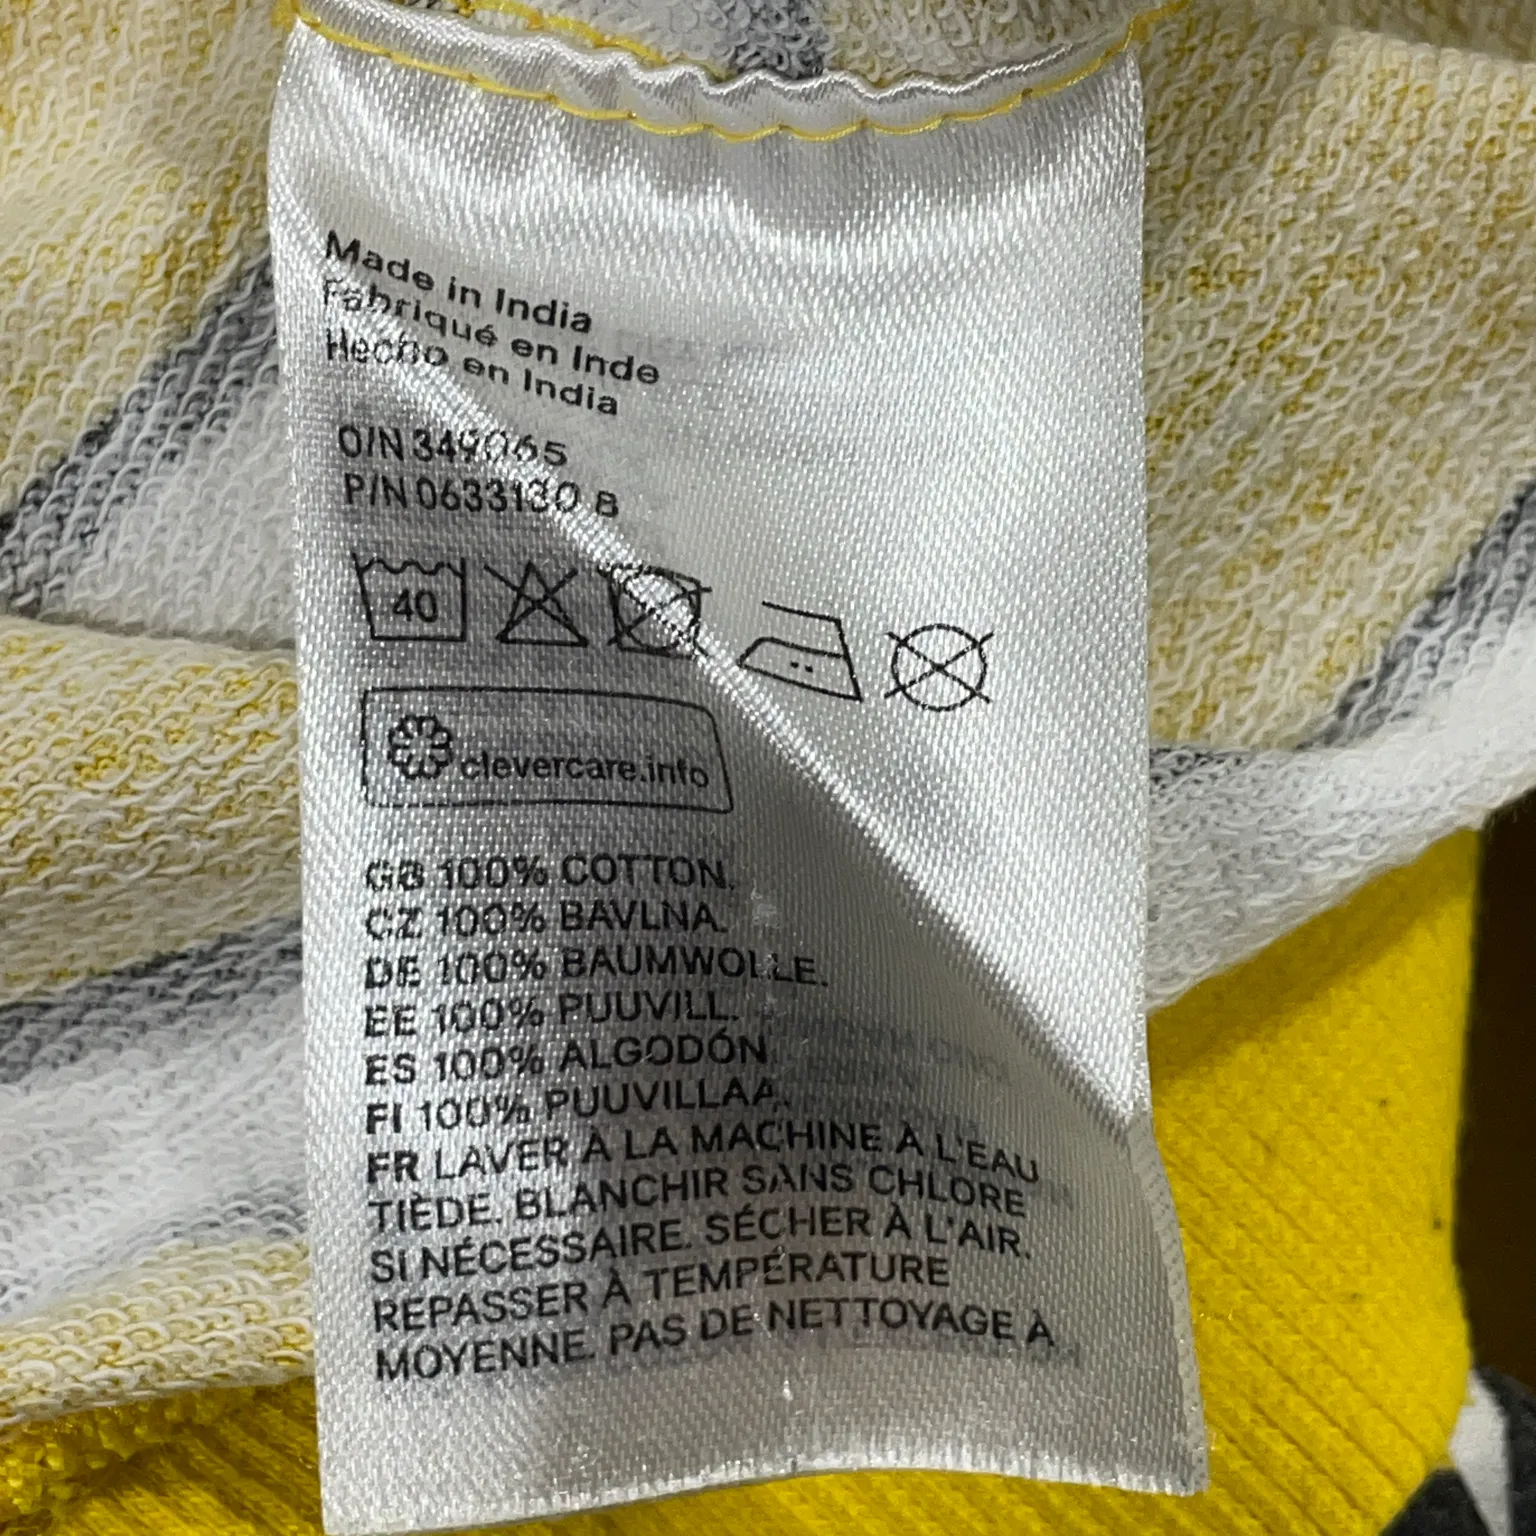 Made in India
Fabriqué en Inde
Hecho en India
O/N 349065
P/N 0633130 8
40
clevercare.info
GB 100% COTTON.
CZ 100% BAVLNA.
DE 100% BAUMWOLLE.
EE 100% PUUVILL.
ES 100% ALGODÓN.
FI 100% PUUVILLAA.
FR LAVER À LA MACHINE À L'EAU
TIÈDE. BLANCHIR SANS CHLORE
SI NÉCESSAIRE. SÉCHER À L'AIR.
REPASSER À TEMPÉRATURE
MOYENNE. PAS DE NETTOYAGE À